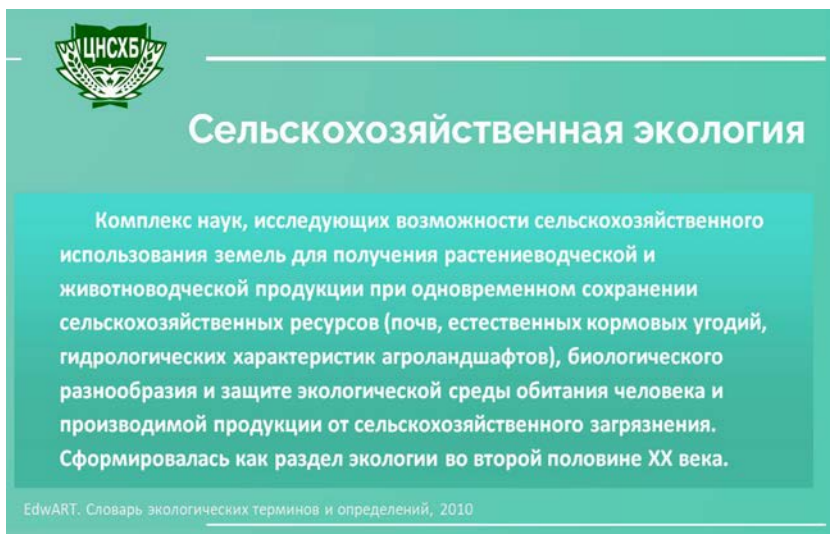 ЦНСХБ
Сельскохозяйственная экология
Комплекс наук, исследующих возможности сельскохозяйственного
использования земель для получения растениеводческой и
животноводческой продукции при одновременном сохранении
сельскохозяйственных ресурсов (почв, естественных кормовых угодий,
гидрологических характеристик агроландшафтов), биологического
разнообразия и защите экологической среды обитания человека и
производимой продукции от сельскохозяйственного загрязнения.
Сформировалась как раздел экологии во второй половине XX века.
EdwART. Словарь экологических терминов и определений, 2010